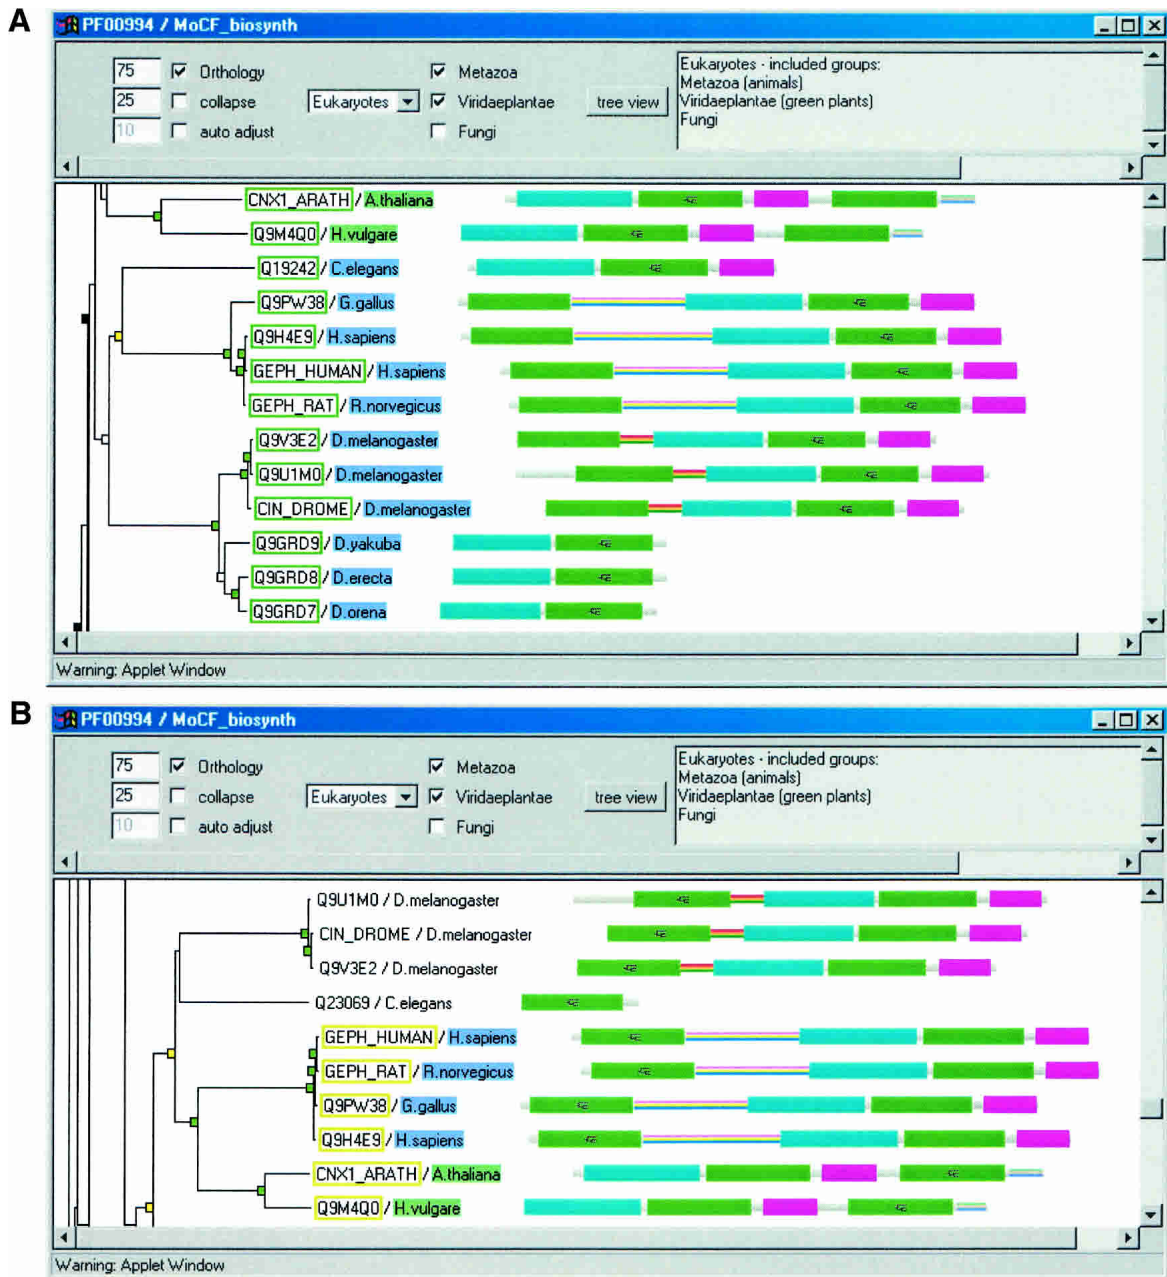 A
PF00994 / MoCF_biosynth
75 Orthology
25 collapse
10 auto adjust
Eukaryotes
Metazoa
Viridaeplantae
Fungi
tree view
Eukaryotes - included groups:
Metazoa (animals)
Viridaeplantae (green plants)
Fungi
CNX1_ARATH / A.thaliana
Q9M4Q0 / H.vulgare
Q19242 / C.elegans
Q9PW38 / G.gallus
Q9H4E9 / H.sapiens
GEPH_HUMAN / H.sapiens
GEPH_RAT / R.norvegicus
Q9V3E2 / D.melanogaster
Q9U1M0 / D.melanogaster
CIN_DROME / D.melanogaster
Q9GRD9 / D.yakuba
Q9GRD8 / D.erecta
Q9GRD7 / D.orena
Warning: Applet Window
B
PF00994 / MoCF_biosynth
75 Orthology
25 collapse
10 auto adjust
Eukaryotes
Metazoa
Viridaeplantae
Fungi
tree view
Eukaryotes - included groups:
Metazoa (animals)
Viridaeplantae (green plants)
Fungi
Q9U1M0 / D.melanogaster
CIN_DROME / D.melanogaster
Q9V3E2 / D.melanogaster
Q23069 / C.elegans
GEPH_HUMAN / H.sapiens
GEPH_RAT / R.norvegicus
Q9PW38 / G.gallus
Q9H4E9 / H.sapiens
CNX1_ARATH / A.thaliana
Q9M4Q0 / H.vulgare
Warning: Applet Window